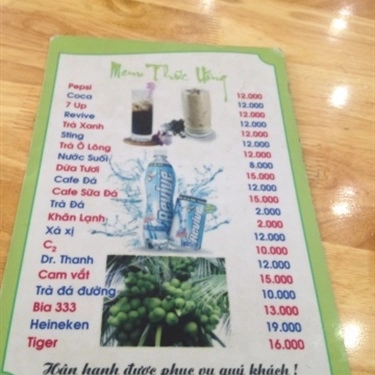 Menu Thức Uống
Pepsi 12.000
Coca 12.000
7 Up 12.000
Revive 12.000
Trà Xanh 12.000
Sting 12.000
Trà Ô Lông 12.000
Nước Suối
Dừa Tươi 15.000
Cafe Đá 12.000
Cafe Sữa Đá 15.000
Trà Đá 2.000
Khăn Lạnh 2.000
Xá xị 12.000
C2 10.000
Dr. Thanh 12.000
Cam vắt 15.000
Trà đá đường 10.000
Bia 333 13.000
Heineken 19.000
Tiger 16.000
Hân hạnh được phục vụ quý khách !
Revive
Revive